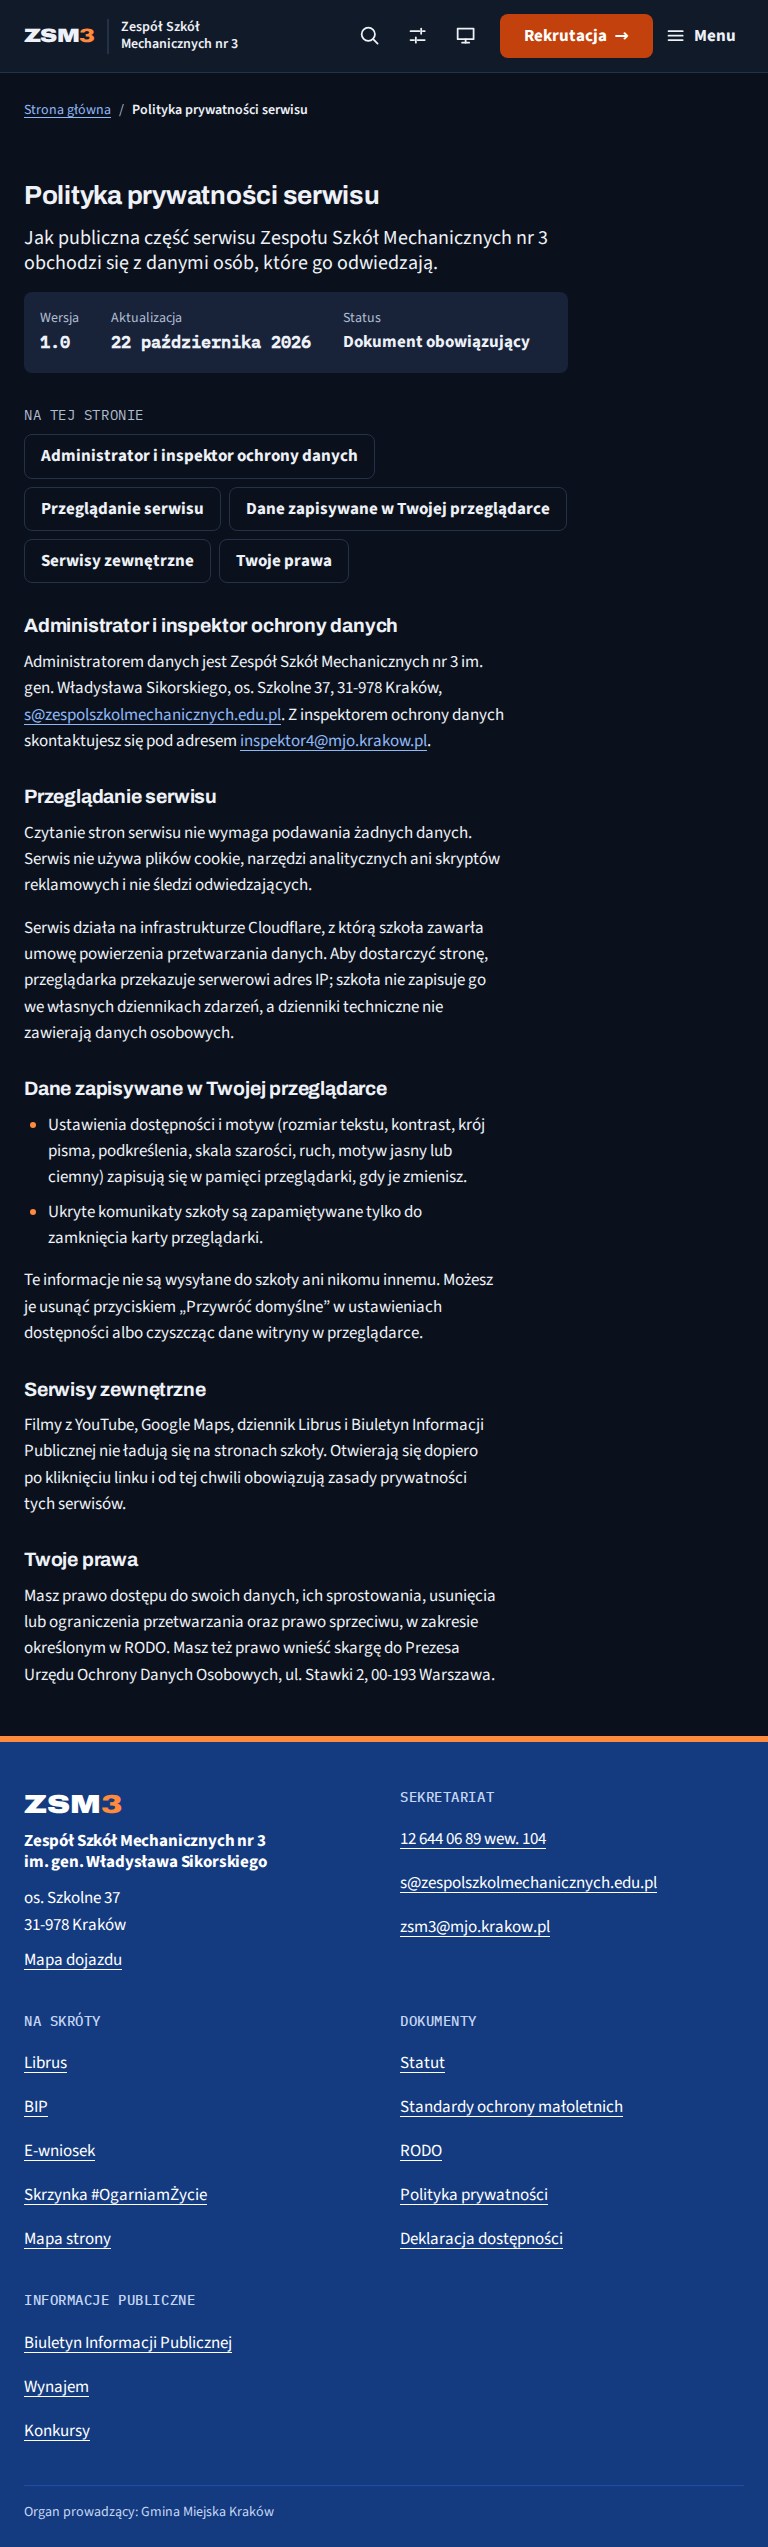 ZSM3
Zespół Szkół
Mechanicznych nr 3
Rekrutacja →
Menu
Strona główna / Polityka prywatności serwisu
Polityka prywatności serwisu
Jak publiczna część serwisu Zespołu Szkół Mechanicznych nr 3
obchodzi się z danymi osób, które go odwiedzają.
Wersja
1.0
Aktualizacja
22 października 2026
Status
Dokument obowiązujący
NA TEJ STRONIE
Administrator i inspektor ochrony danych
Przeglądanie serwisu
Dane zapisywane w Twojej przeglądarce
Serwisy zewnętrzne
Twoje prawa
Administrator i inspektor ochrony danych
Administratorem danych jest Zespół Szkół Mechanicznych nr 3 im.
gen. Władysława Sikorskiego, os. Szkolne 37, 31-978 Kraków,
s@zespolszkolmechanicznych.edu.pl. Z inspektorem ochrony danych
skontaktujesz się pod adresem inspektor4@mjo.krakow.pl.
Przeglądanie serwisu
Czytanie stron serwisu nie wymaga podawania żadnych danych.
Serwis nie używa plików cookie, narzędzi analitycznych ani skryptów
reklamowych i nie śledzi odwiedzających.
Serwis działa na infrastrukturze Cloudflare, z którą szkoła zawarła
umowę powierzenia przetwarzania danych. Aby dostarczyć stronę,
przeglądarka przekazuje serwerowi adres IP; szkoła nie zapisuje go
we własnych dziennikach zdarzeń, a dzienniki techniczne nie
zawierają danych osobowych.
Dane zapisywane w Twojej przeglądarce
Ustawienia dostępności i motyw (rozmiar tekstu, kontrast, krój
pisma, podkreślenia, skala szarości, ruch, motyw jasny lub
ciemny) zapisują się w pamięci przeglądarki, gdy je zmienisz.
Ukryte komunikaty szkoły są zapamiętywane tylko do
zamknięcia karty przeglądarki.
Te informacje nie są wysyłane do szkoły ani nikomu innemu. Możesz
je usunąć przyciskiem „Przywróć domyślne” w ustawieniach
dostępności albo czyszcząc dane witryny w przeglądarce.
Serwisy zewnętrzne
Filmy z YouTube, Google Maps, dziennik Librus i Biuletyn Informacji
Publicznej nie ładują się na stronach szkoły. Otwierają się dopiero
po kliknięciu linku i od tej chwili obowiązują zasady prywatności
tych serwisów.
Twoje prawa
Masz prawo dostępu do swoich danych, ich sprostowania, usunięcia
lub ograniczenia przetwarzania oraz prawo sprzeciwu, w zakresie
określonym w RODO. Masz też prawo wnieść skargę do Prezesa
Urzędu Ochrony Danych Osobowych, ul. Stawki 2, 00-193 Warszawa.
ZSM3
Zespół Szkół Mechanicznych nr 3
im. gen. Władysława Sikorskiego
os. Szkolne 37
31-978 Kraków
Mapa dojazdu
SEKRETARIAT
12 644 06 89 wew. 104
s@zespolszkolmechanicznych.edu.pl
zsm3@mjo.krakow.pl
NA SKRÓTY
Librus
BIP
E-wniosek
Skrzynka #OgarniamŻycie
Mapa strony
DOKUMENTY
Statut
Standardy ochrony małoletnich
RODO
Polityka prywatności
Deklaracja dostępności
INFORMACJE PUBLICZNE
Biuletyn Informacji Publicznej
Wynajem
Konkursy
Organ prowadzący: Gmina Miejska Kraków